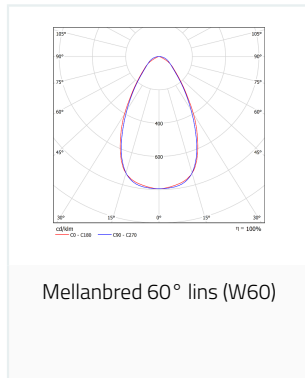 105° 105°
90° 90°
75° 75°
60° 60°
400
45° 45°
600
30° 15° 0° 15° 30°
cd/klm η = 100%
C0 - C180 C90 - C270
Mellanbred 60° lins (W60)